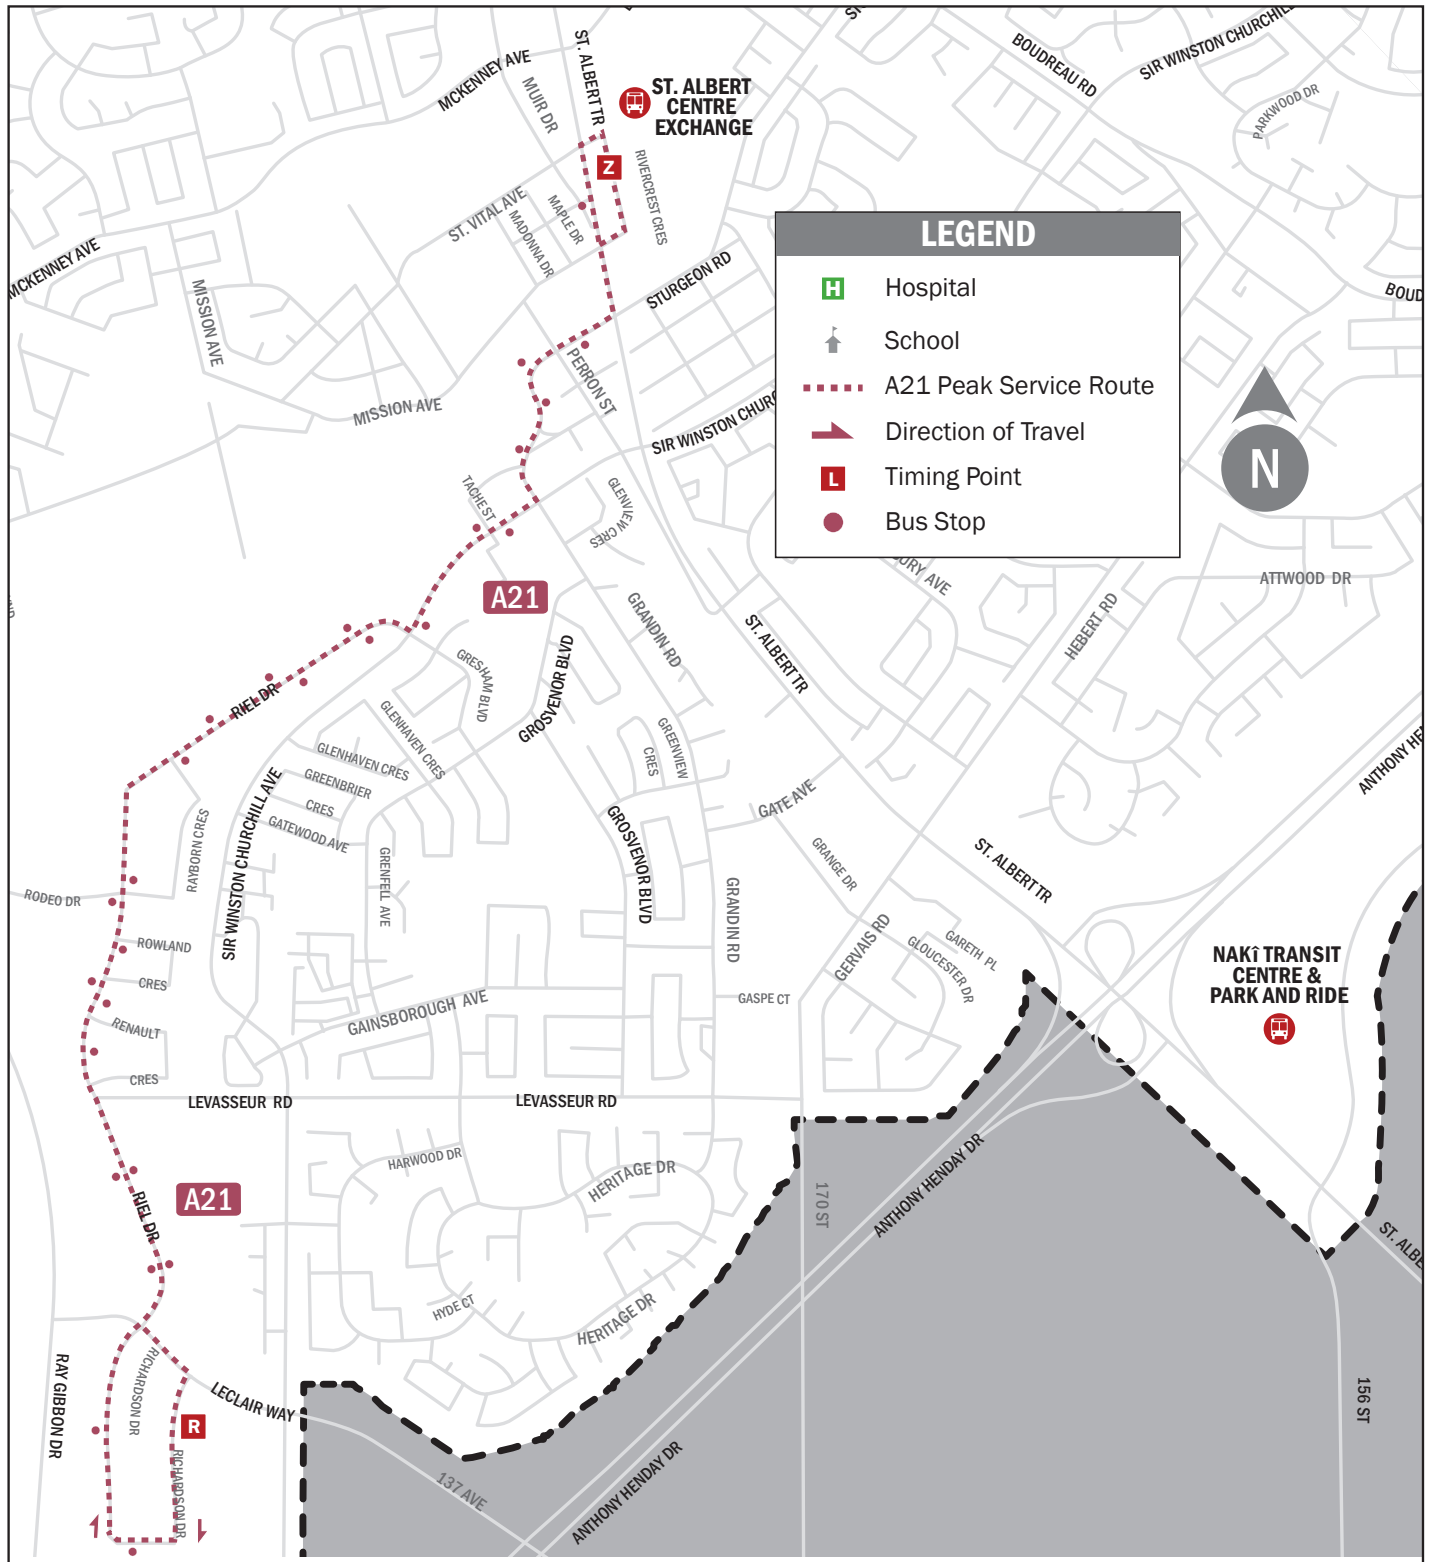 MCKENNEY AVE
MUIR DR
ST. ALBERT TR
ST. ALBERT
CENTRE
EXCHANGE
BOUDREAU RD
SIR WINSTON CHURCHIL
PARKWOOD DR
Z
RIVERCREST CRES
ST. VITAL AVE
MADONNA DR
MAPLE DR
MCKENNEY AVE
MISSION AVE
STURGEON RD
BOUD
LEGEND
H Hospital
School
A21 Peak Service Route
Direction of Travel
L Timing Point
Bus Stop
N
PERRON ST
MISSION AVE
SIR WINSTON CHURC
TACHE ST
GLENVIEW CRES
CRES
URY AVE
ATTWOOD DR
HEBERT RD
A21
GRANDIN RD
ST. ALBERT TR
GRESHAM BLVD
GROSVENOR BLVD
RIEL DR
GLENHAVEN CRES
GLENHAVEN CRES
GREENBRIER
CRES
GATEWOOD AVE
GREENVIEW
CRES
ANTHONY HE
SIR WINSTON CHURCHILL AVE
RAYBORN CRES
GRENFELL AVE
GROSVENOR BLVD
GATE AVE
GRANGE DR
ST. ALBERT TR
GRANDIN RD
RODEO DR
ROWLAND
CRES
GERVAIS RD
GARETH PL
GLOUCESTER DR
NAKî TRANSIT
CENTRE &
PARK AND RIDE
GASPE CT
GAINSBOROUGH AVE
RENAULT
CRES
LEVASSEUR RD
LEVASSEUR RD
HARWOOD DR
HERITAGE DR
ANTHONY HENDAY DR
170 ST
A21
RIEL DR
ST. ALBE
HYDE CT
HERITAGE DR
RAY GIBBON DR
RICHARDSON DR
LECLAIR WAY
R
156 ST
RICHARDSON DR
137 AVE
ANTHONY HENDAY DR